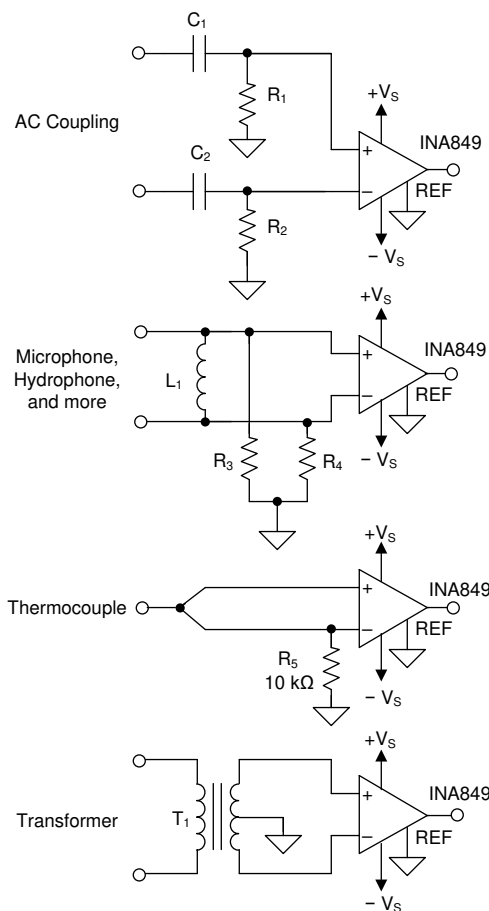 C1
R1
+VS
AC Coupling
INA849
+
C2
−
REF
R2
− VS
+VS
INA849
Microphone,
Hydrophone,
and more
L1
+
−
REF
R3
R4
− VS
+VS
INA849
Thermocouple
+
−
REF
R5
10 kΩ
− VS
+VS
INA849
Transformer
T1
+
−
REF
− VS